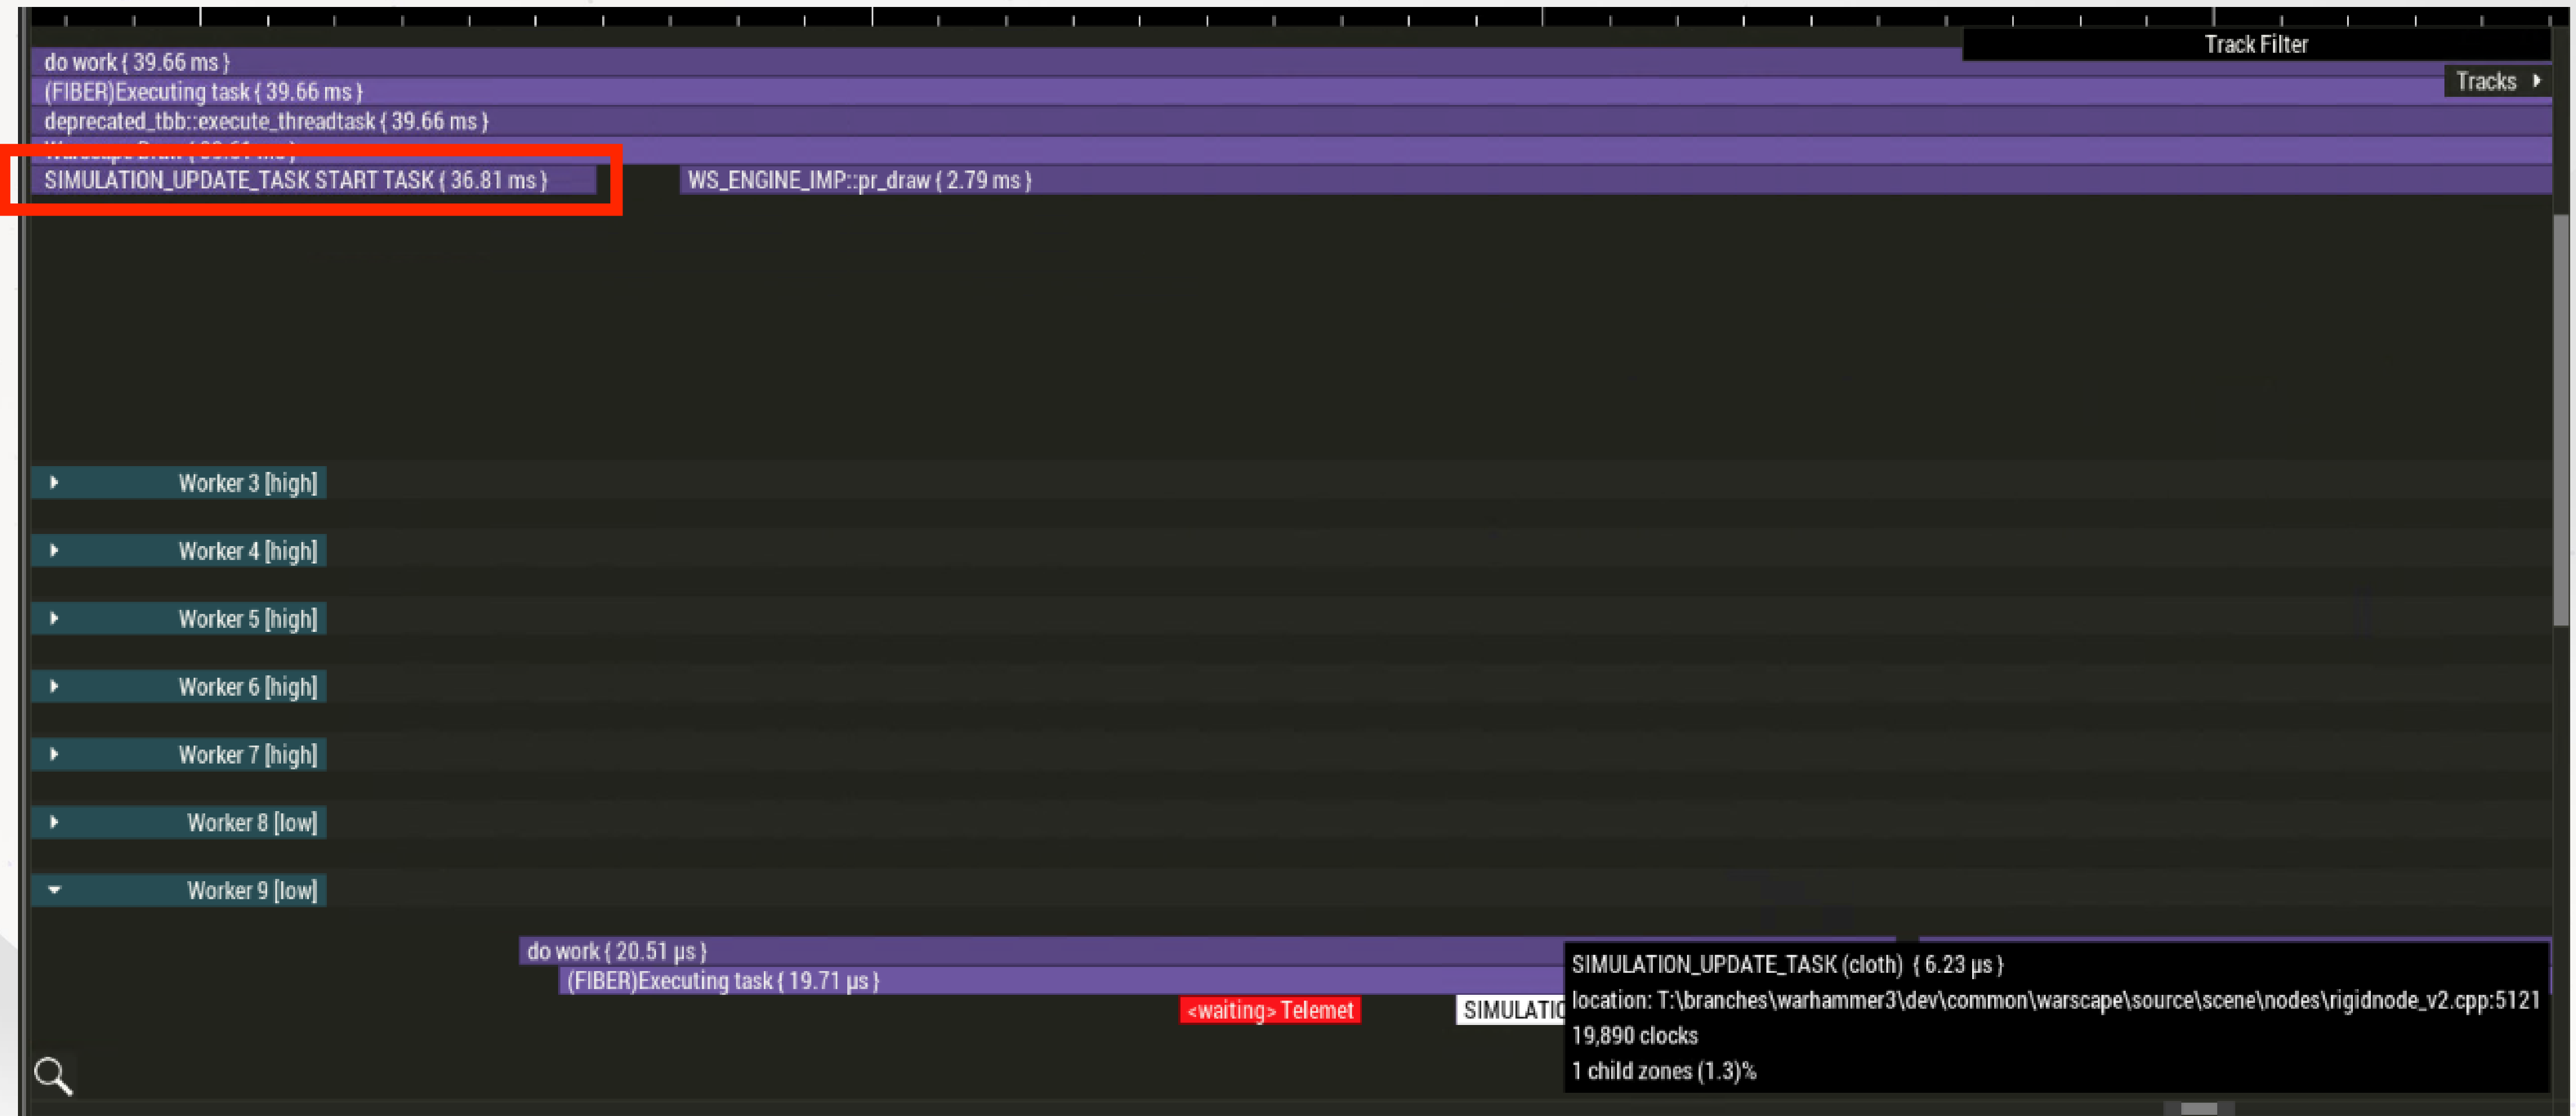 Track Filter
do work { 39.66 ms }
Tracks
(FIBER)Executing task { 39.66 ms }
deprecated_tbb::execute_threadtask { 39.66 ms }
SIMULATION_UPDATE_TASK START TASK { 36.81 ms }
WS_ENGINE_IMP::pr_draw { 2.79 ms }
Worker 3 [high]
Worker 4 [high]
Worker 5 [high]
Worker 6 [high]
Worker 7 [high]
Worker 8 [low]
Worker 9 [low]
do work { 20.51 µs }
(FIBER)Executing task { 19.71 µs }
<waiting> Telemet
SIMULATIO
SIMULATION_UPDATE_TASK (cloth) { 6.23 µs }
location: T:\branches\warhammer3\dev\common\warscape\source\scene\nodes\rigidnode_v2.cpp:5121
19,890 clocks
1 child zones (1.3)%